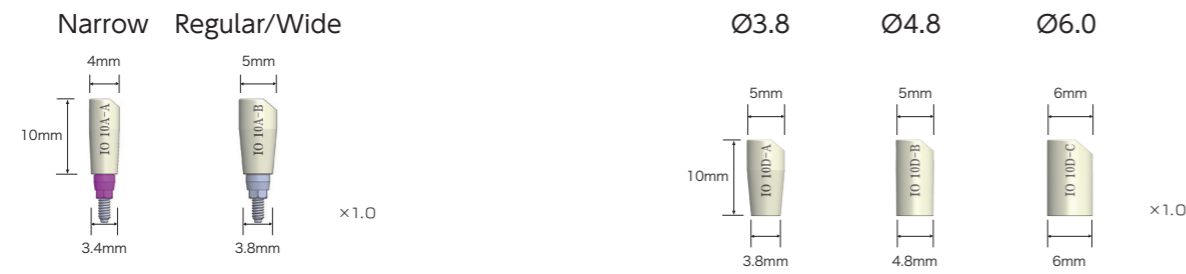 Narrow Regular/Wide
4mm 5mm
10mm
IO 10A-A
IO 10A-B
×1.0
3.4mm 3.8mm
Ø3.8 Ø4.8 Ø6.0
5mm 5mm 6mm
10mm
IO 10D-A
IO 10D-B
IO 10D-C
×1.0
3.8mm 4.8mm 6mm